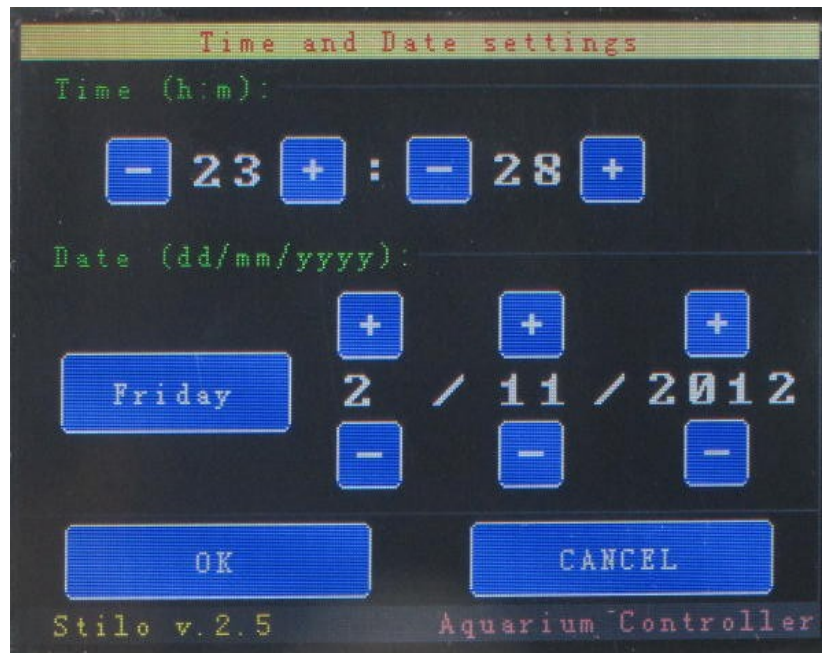 Time and Date settings
Time (h:m):
- 23 + : - 28 +
Date (dd/mm/yyyy):
+ + +
Friday 2 / 11 / 2012
- - -
OK CANCEL
Stilo v.2.5 Aquarium Controller